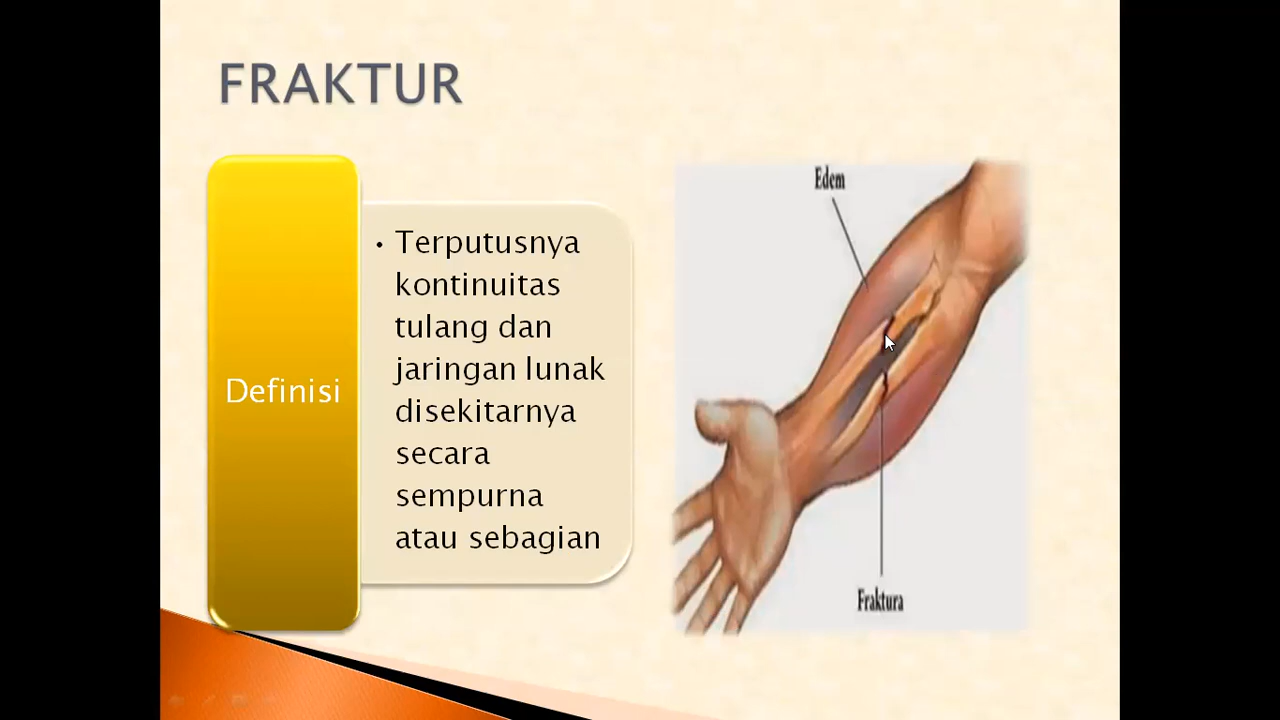 FRAKTUR
Definisi
• Terputusnya
kontinuitas
tulang dan
jaringan lunak
disekitarnya
secara
sempurna
atau sebagian
Edem
Fraktura